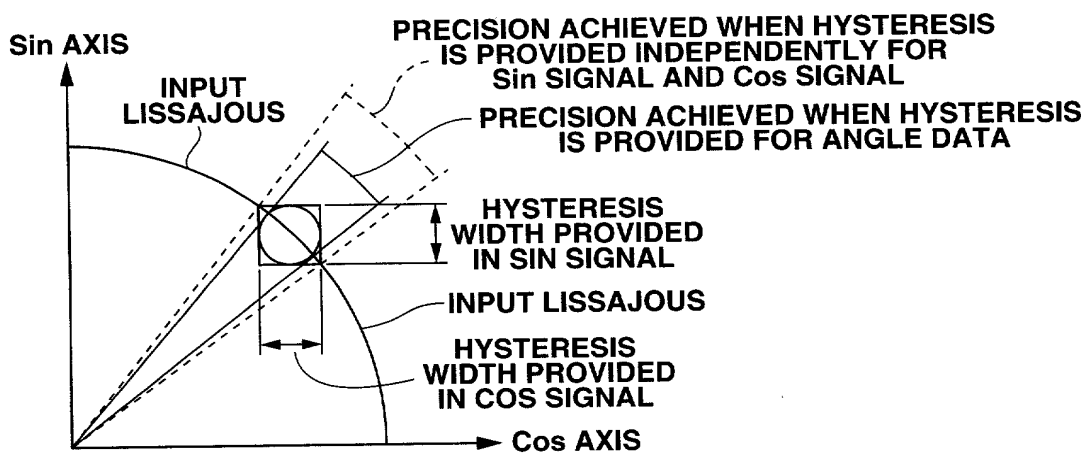 Sin AXIS
INPUT
LISSAJOUS
PRECISION ACHIEVED WHEN HYSTERESIS
IS PROVIDED INDEPENDENTLY FOR
Sin SIGNAL AND Cos SIGNAL
PRECISION ACHIEVED WHEN HYSTERESIS
IS PROVIDED FOR ANGLE DATA
HYSTERESIS
WIDTH PROVIDED
IN SIN SIGNAL
INPUT LISSAJOUS
HYSTERESIS
WIDTH PROVIDED
IN COS SIGNAL
Cos AXIS